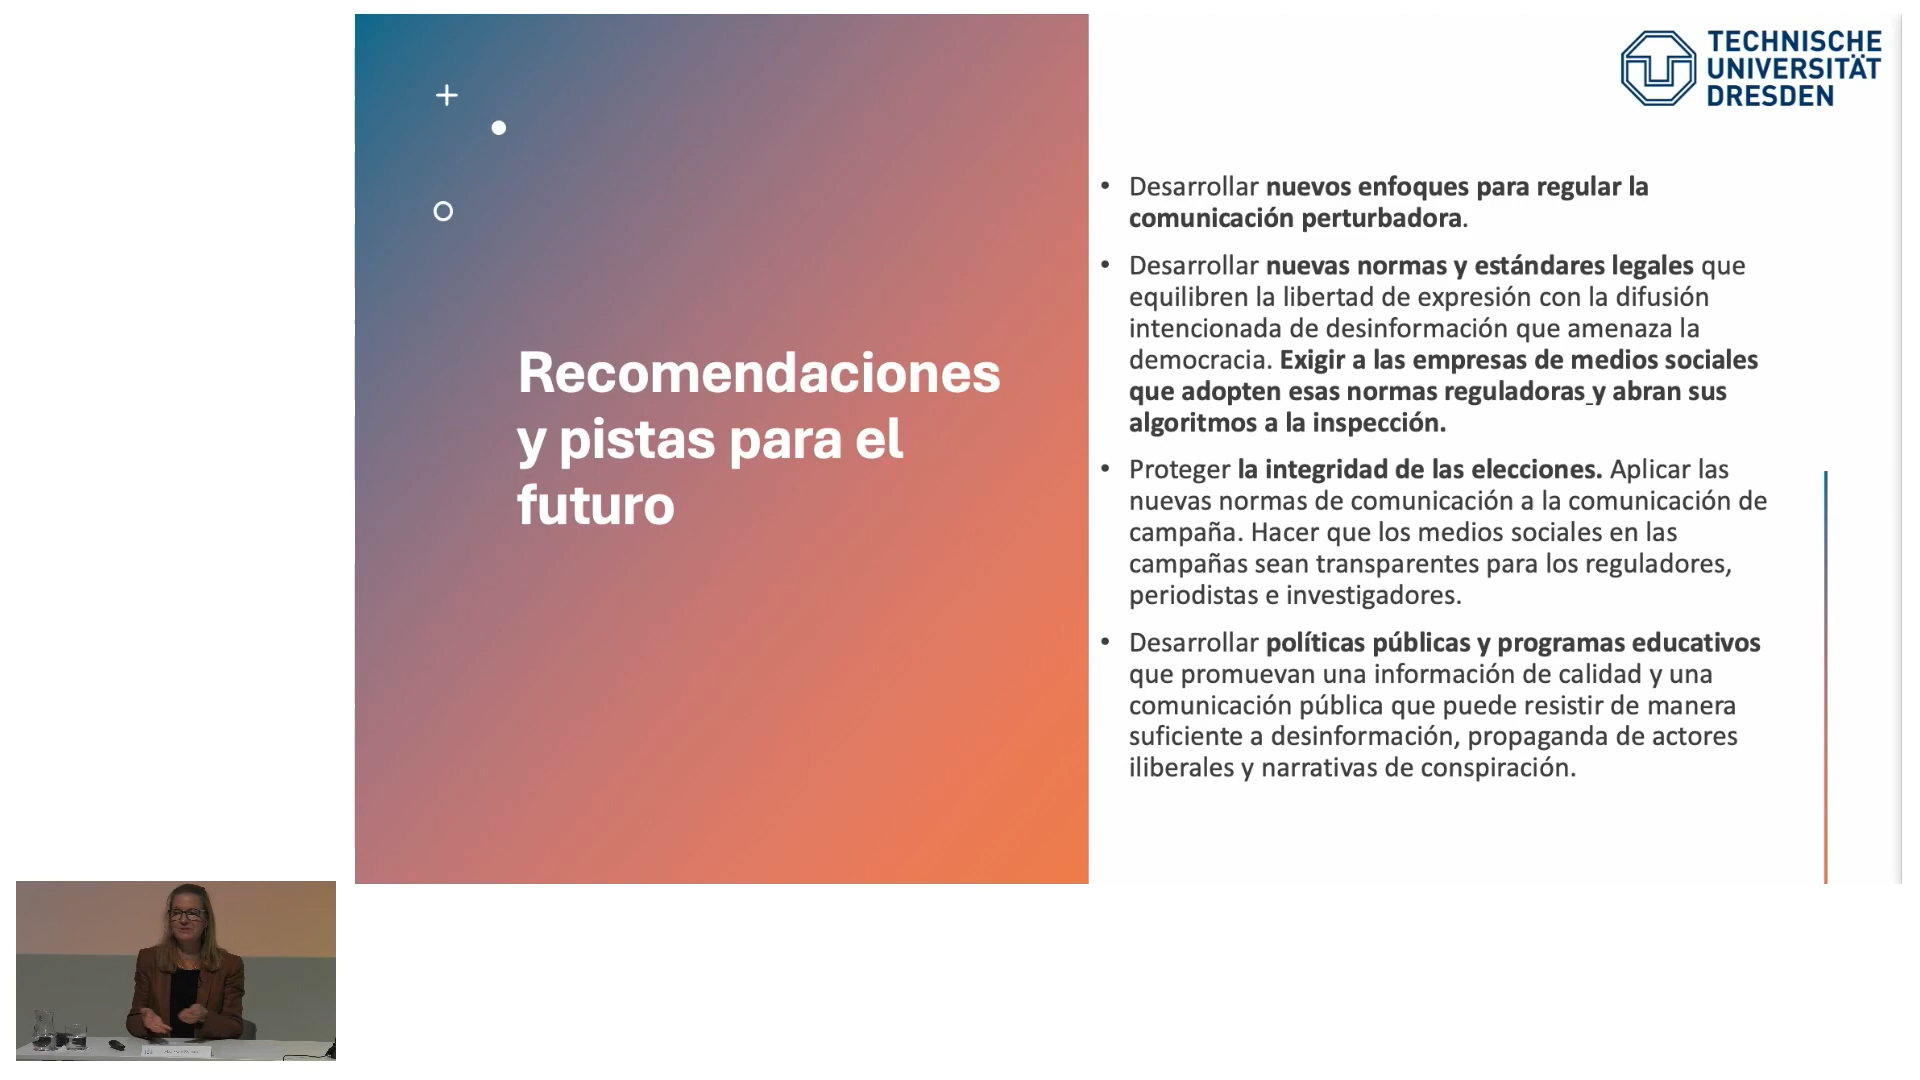 TECHNISCHE
UNIVERSITÄT
DRESDEN
Recomendaciones
y pistas para el
futuro
• Desarrollar nuevos enfoques para regular la
comunicación perturbadora.
• Desarrollar nuevas normas y estándares legales que
equilibren la libertad de expresión con la difusión
intencionada de desinformación que amenaza la
democracia. Exigir a las empresas de medios sociales
que adopten esas normas reguladoras y abran sus
algoritmos a la inspección.
• Proteger la integridad de las elecciones. Aplicar las
nuevas normas de comunicación a la comunicación de
campaña. Hacer que los medios sociales en las
campañas sean transparentes para los reguladores,
periodistas e investigadores.
• Desarrollar políticas públicas y programas educativos
que promuevan una información de calidad y una
comunicación pública que puede resistir de manera
suficiente a desinformación, propaganda de actores
iliberales y narrativas de conspiración.